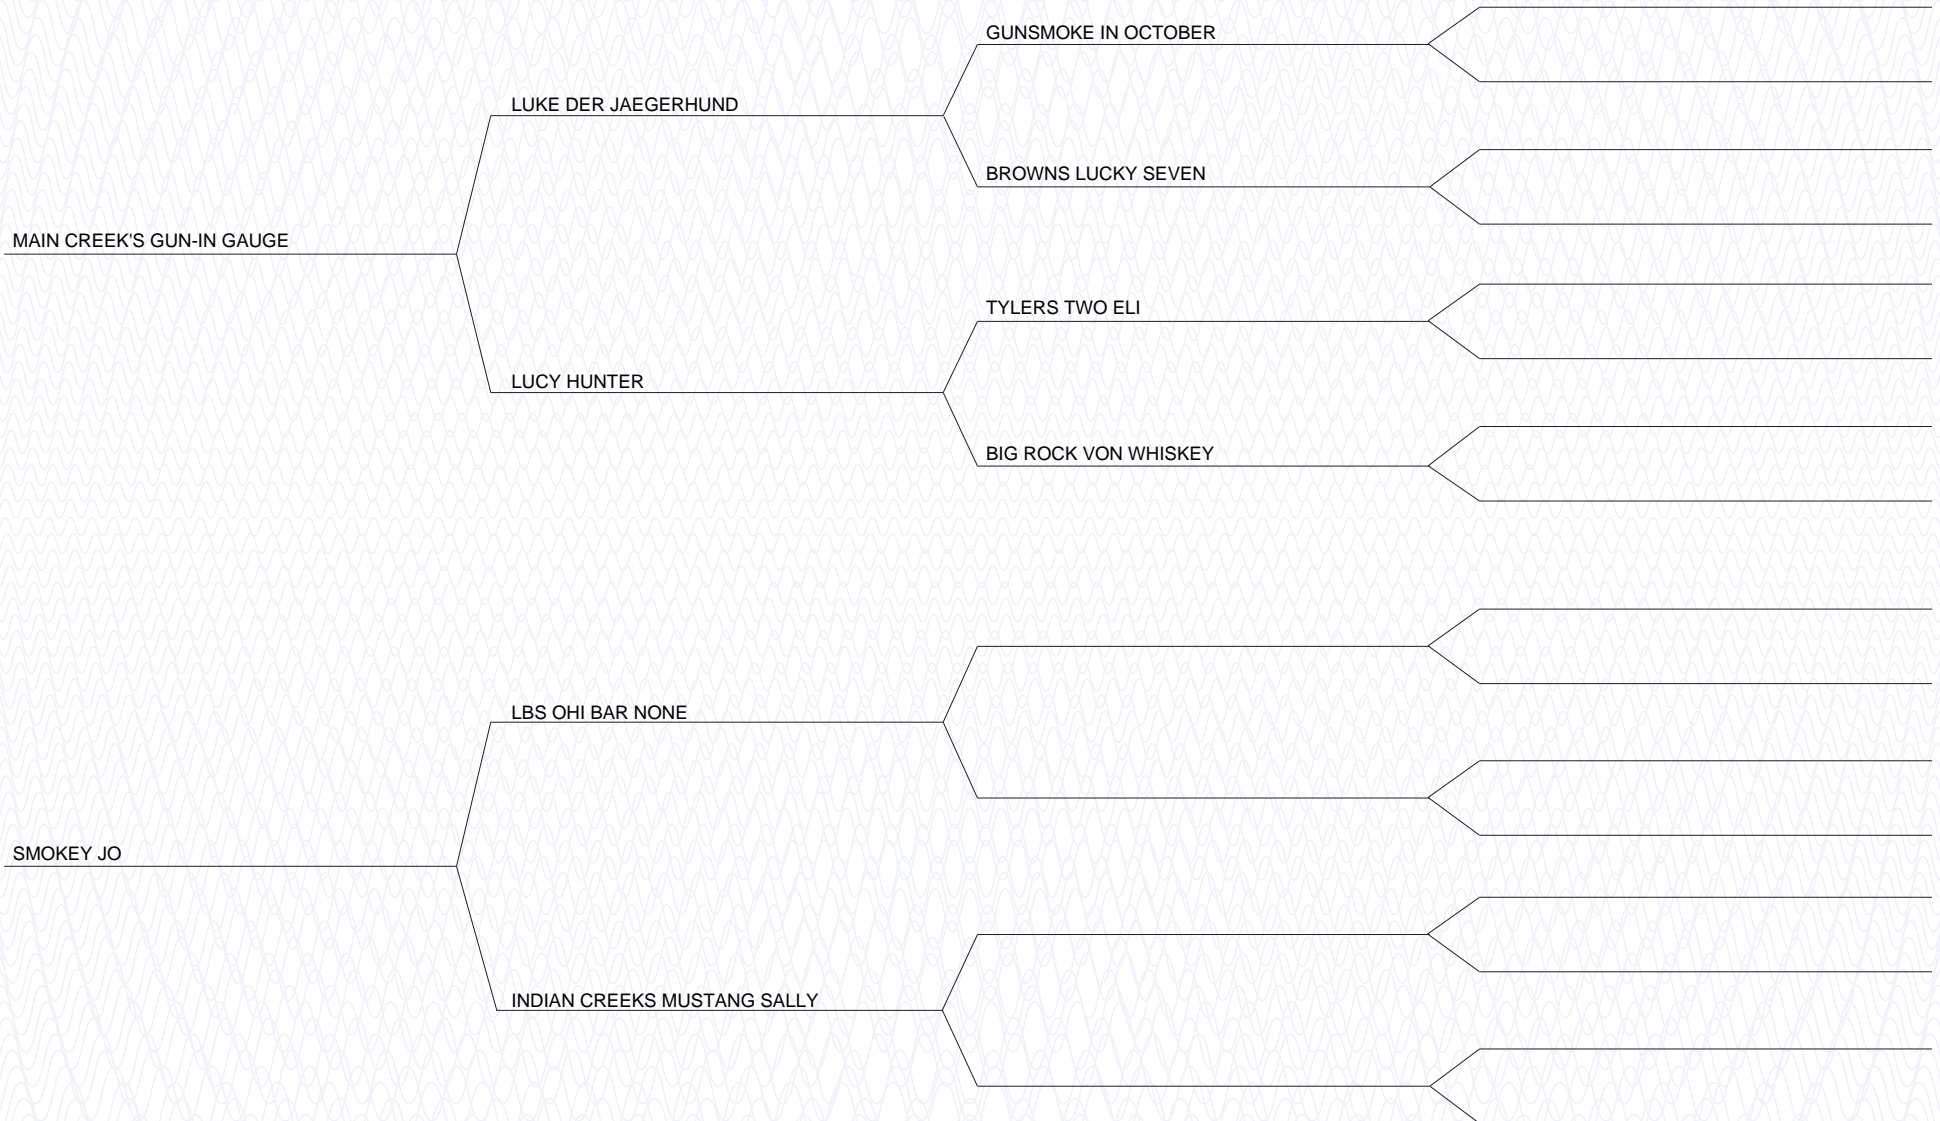 GUNSMOKE IN OCTOBER
LUKE DER JAEGERHUND
BROWNS LUCKY SEVEN
MAIN CREEK'S GUN-IN GAUGE
TYLERS TWO ELI
LUCY HUNTER
BIG ROCK VON WHISKEY
LBS OHI BAR NONE
SMOKEY JO
INDIAN CREEKS MUSTANG SALLY